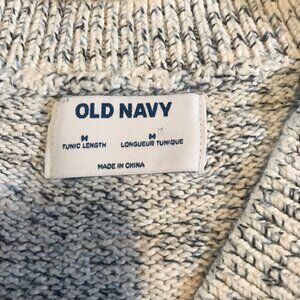 OLD NAVY
M M
TUNIC LENGTH LONGUEUR TUNIQUE
MADE IN CHINA